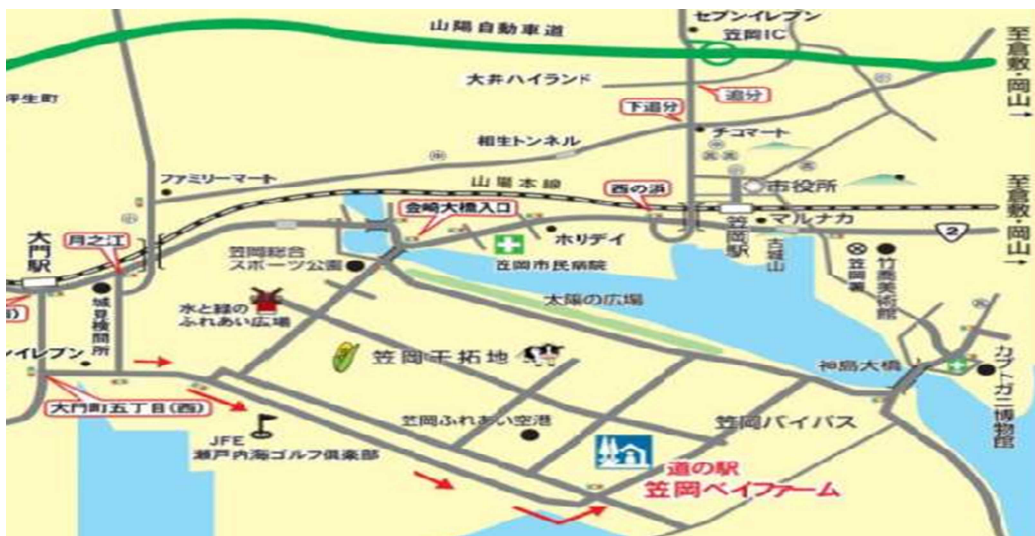 セブンイレブン
山陽自動車道
笠岡IC
至倉敷・岡山→
大井ハイランド
追分
坪生町
下追分
チコマート
相生トンネル
ファミリーマート
山陽本線
西の浜
市役所
至倉敷・岡山→
金崎大橋入口
マルナカ
大門駅
月之江
笠岡総合
スポーツ公園
ホリデイ
笠岡駅
古城山
2
笠岡市民病院
笠岡署
竹喬美術館
城見検問所
水と緑の
ふれあい広場
太陽の広場
ンイレブン
笠岡干拓地
神島大橋
カブトガニ博物館
大門町五丁目(西)
笠岡ふれあい空港
笠岡バイパス
JFE
瀬戸内海ゴルフ倶楽部
道の駅
笠岡ベイファーム